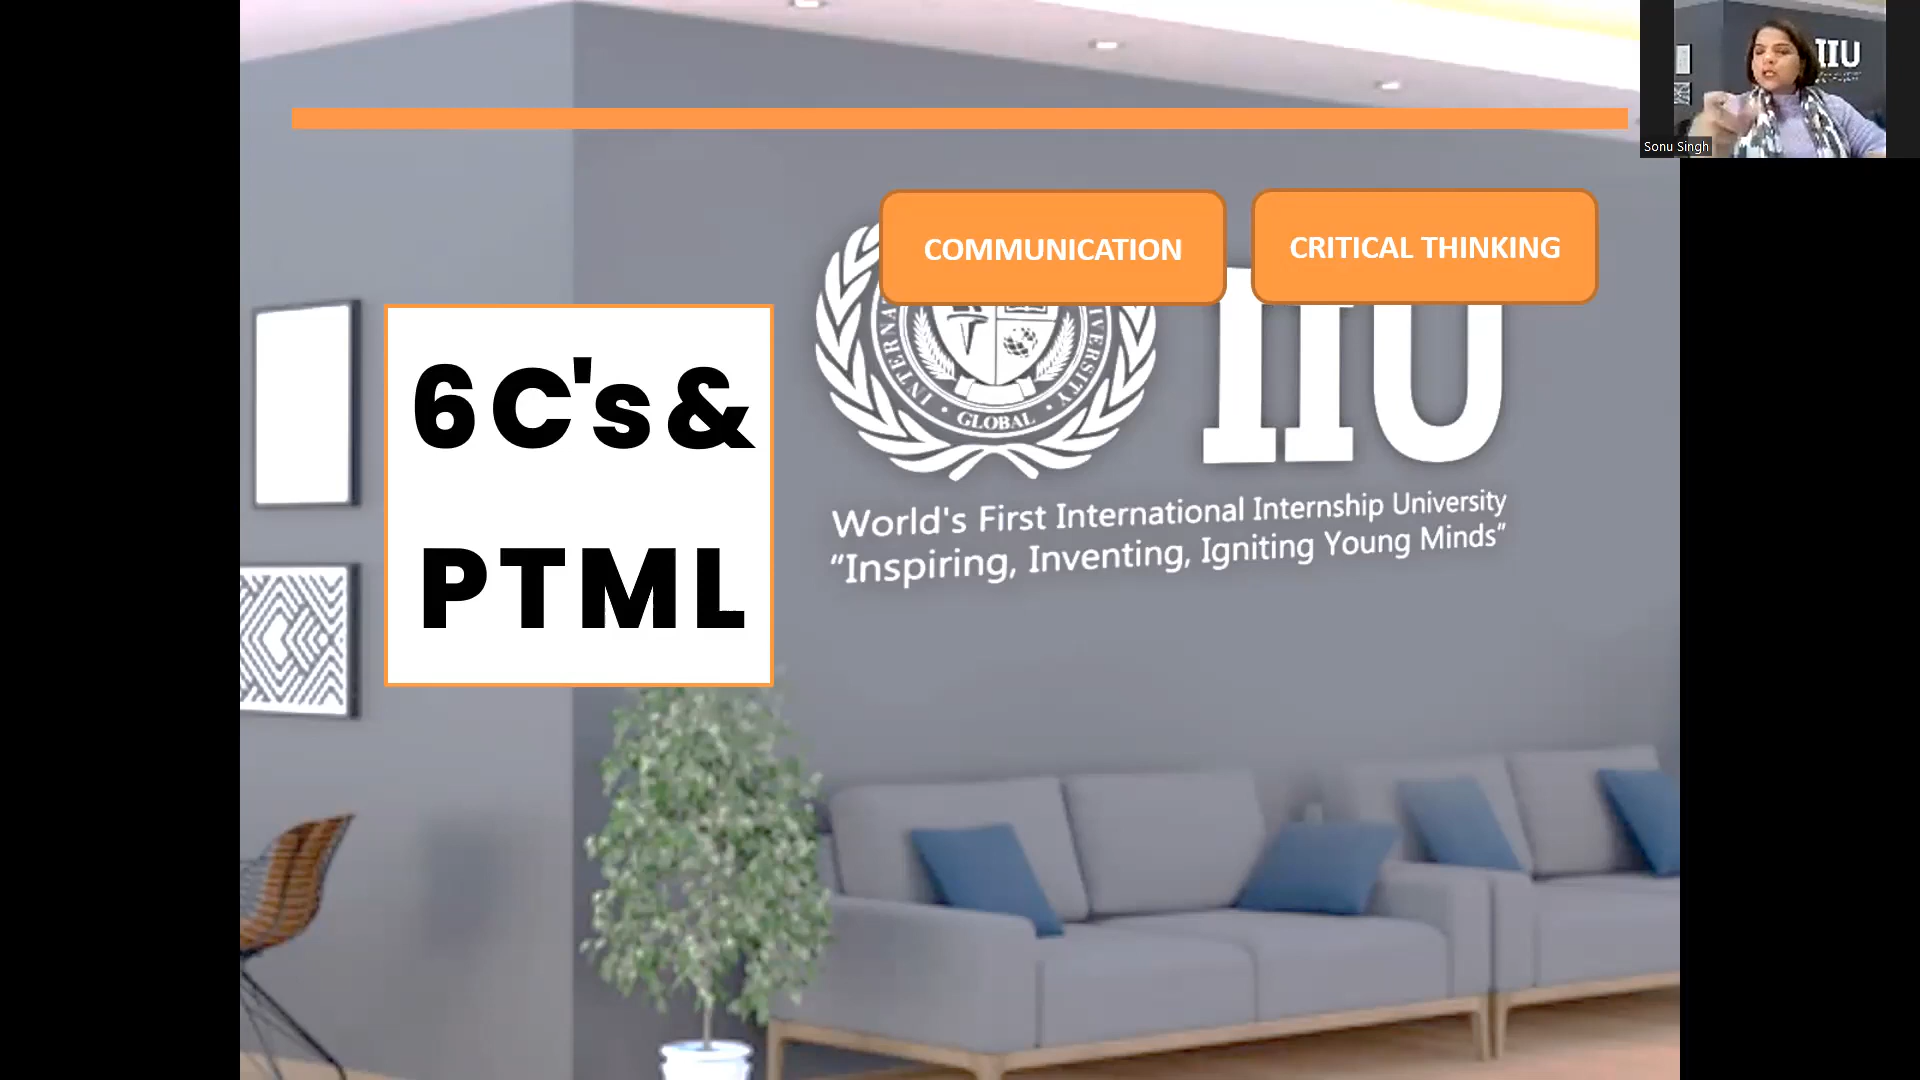 IIU
Sonu Singh
COMMUNICATION
CRITICAL THINKING
6C's&
PTML
GLOBAL
IIU
World's First International Internship University
“Inspiring, Inventing, Igniting Young Minds”